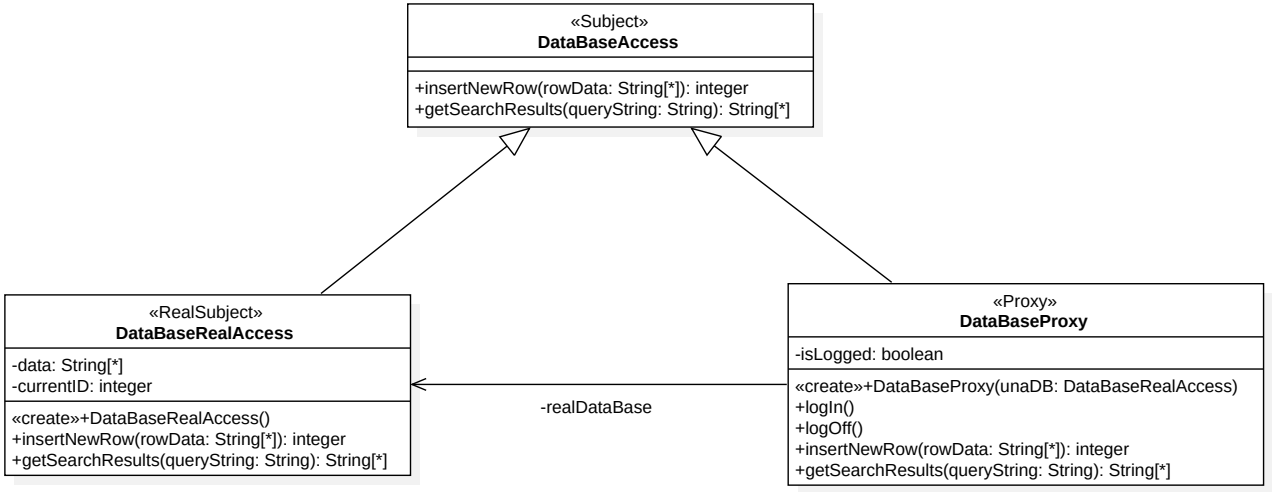 «Subject»
DataBaseAccess
+insertNewRow(rowData: String[*]): integer
+getSearchResults(queryString: String): String[*]
«RealSubject»
DataBaseRealAccess
-data: String[*]
-currentID: integer
«create»+DataBaseRealAccess()
+insertNewRow(rowData: String[*]): integer
+getSearchResults(queryString: String): String[*]
-realDataBase
«Proxy»
DataBaseProxy
-isLogged: boolean
«create»+DataBaseProxy(unaDB: DataBaseRealAccess)
+logIn()
+logOff()
+insertNewRow(rowData: String[*]): integer
+getSearchResults(queryString: String): String[*]